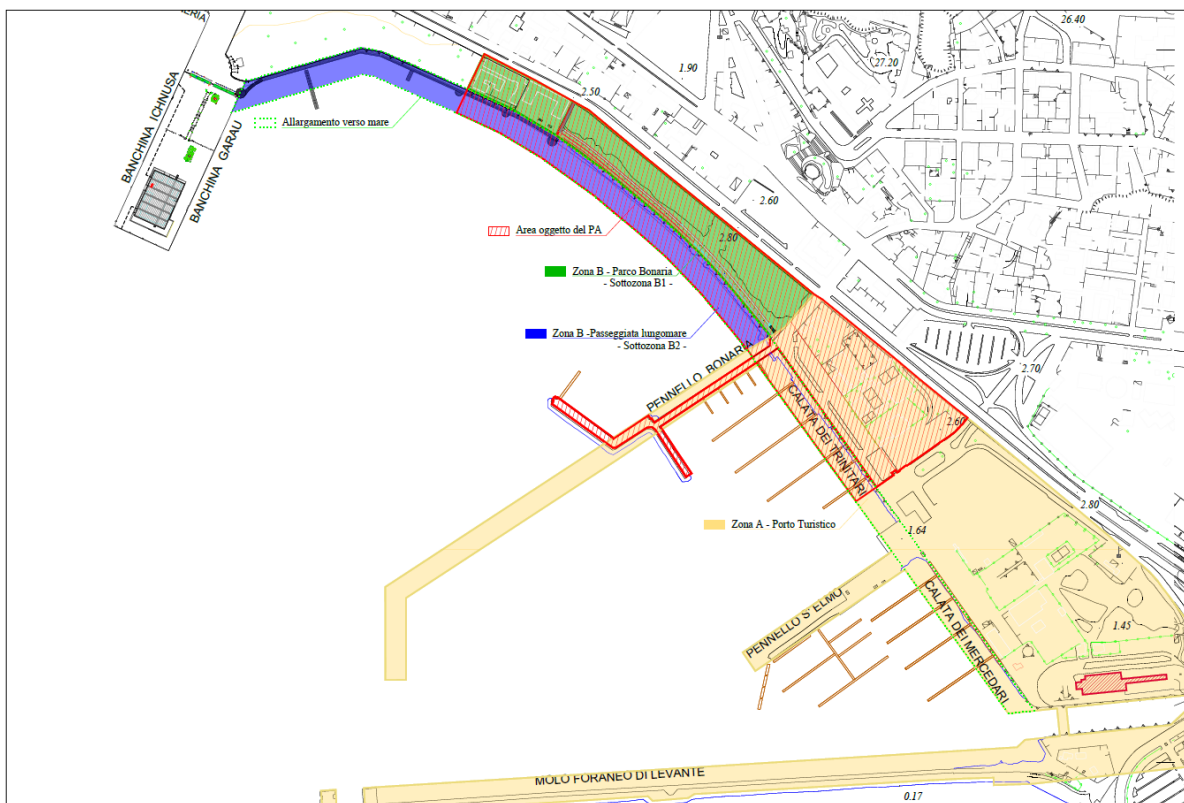 ERIA
26.40
27.20
1.90
2.50
BANCHINA ICHNUSA
BANCHINA GARAU
Allargamento verso mare
2.60
Area oggetto del PA
2.80
Zona B - Parco Bonaria
- Sottozona B1 -
Zona B -Passeggiata lungomare
- Sottozona B2 -
PENNELLO BONARIA
2.70
CALATA DEI TRINITARI
2.60
Zona A - Porto Turistico
1.64
2.80
PENNELLO S' ELMO
CALATA DEI MERCEDARI
1.45
MOLO FORANEO DI LEVANTE
0.17